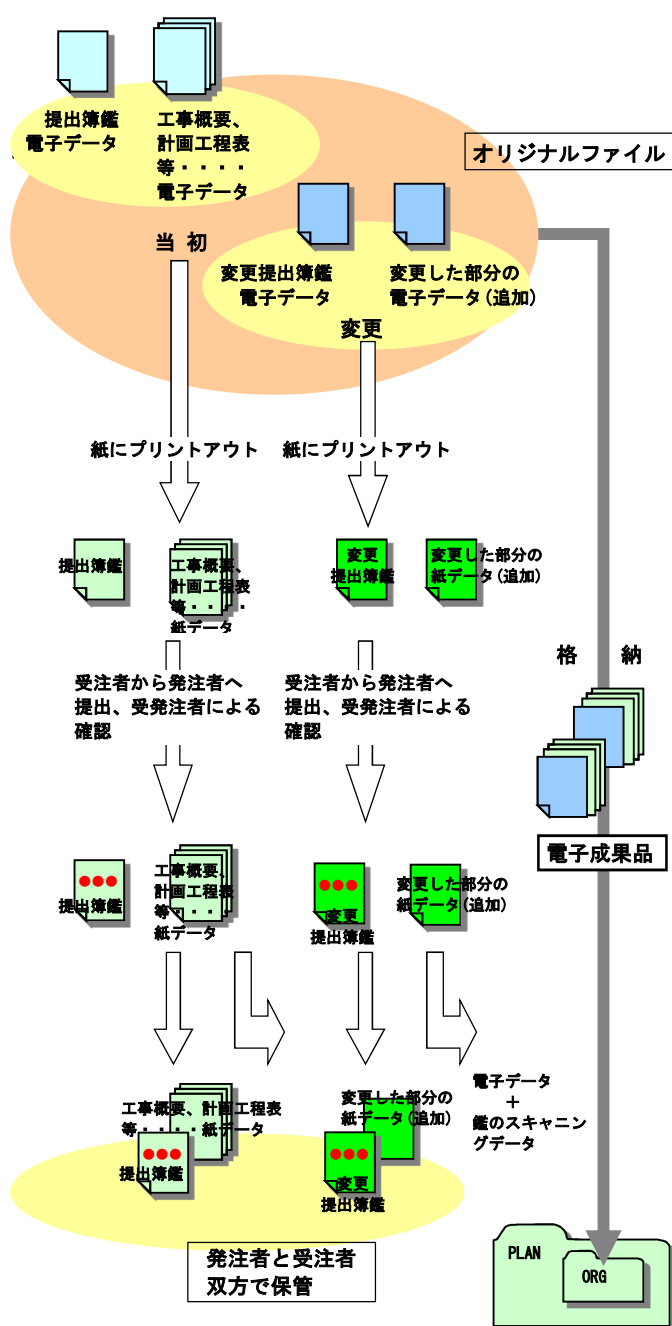 提出簿鑑
電子データ
工事概要、
計画工程表
等・・・・
電子データ
オリジナルファイル
当 初
変更提出簿鑑
電子データ
変更した部分の
電子データ(追加)
変更
紙にプリントアウト
紙にプリントアウト
提出簿鑑
工事概要、
計画工程表
等・・・・
紙データ
変更
提出簿鑑
変更した部分の
紙データ(追加)
格 納
受注者から発注者へ
提出、受発注者による
確認
受注者から発注者へ
提出、受発注者による
確認
電子成果品
提出簿鑑
工事概要、
計画工程表
等・・・・
紙データ
変更
提出簿鑑
変更した部分の
紙データ(追加)
電子データ
＋
鑑のスキャニン
グデータ
工事概要、計画工程表
等・・・・紙データ
提出簿鑑
変更した部分の
紙データ(追加)
変更
提出簿鑑
発注者と受注者
双方で保管
PLAN
ORG